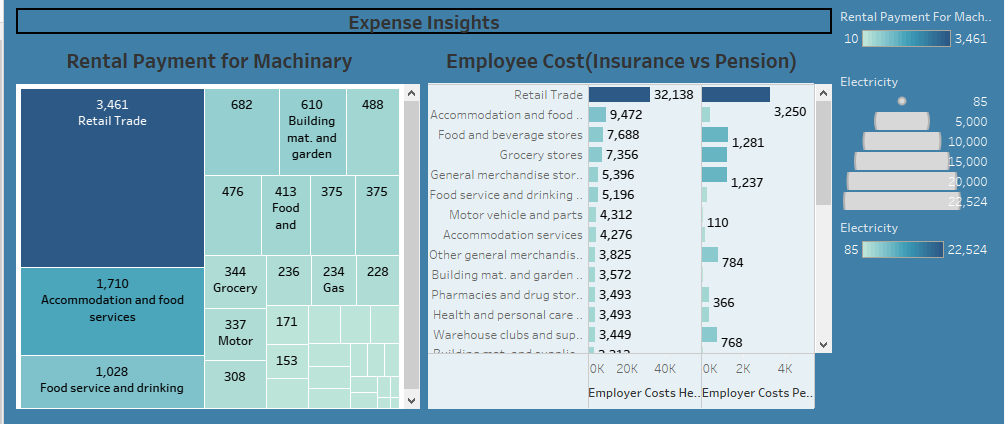 Expense Insights
Rental Payment for Machinary
3,461
Retail Trade
1,710
Accommodation and food
services
1,028
Food service and drinking
682
610
Building
mat. and
garden
488
476
413
Food
and
375
375
344
Grocery
236
234
Gas
228
337
Motor
171
308
153
Employee Cost(Insurance vs Pension)
Retail Trade 32,138 3,250
Accommodation and food .. 9,472
Food and beverage stores 7,688 1,281
Grocery stores 7,356
General merchandise stor.. 5,396 1,237
Food service and drinking .. 5,196
Motor vehicle and parts 4,312 110
Accommodation services 4,276
Other general merchandis.. 3,825 784
Building mat. and garden .. 3,572
Pharmacies and drug stor.. 3,493 366
Health and personal care .. 3,493
Warehouse clubs and sup.. 3,449 768
0K 20K 40K 0K 2K 4K
Employer Costs He.. Employer Costs Pe..
Rental Payment For Mach..
10 3,461
Electricity
85
5,000
10,000
15,000
20,000
22,524
Electricity
85 22,524